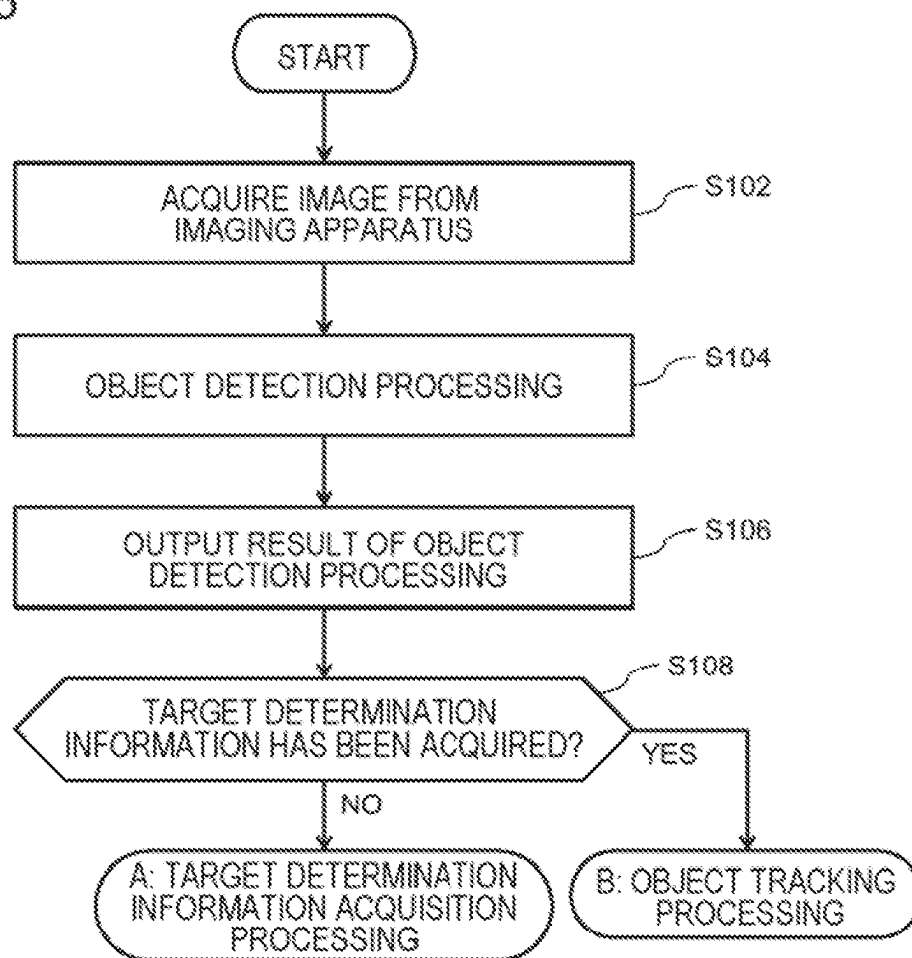 START
ACQUIRE IMAGE FROM
IMAGING APPARATUS
S102
OBJECT DETECTION PROCESSING
S104
OUTPUT RESULT OF OBJECT
DETECTION PROCESSING
S106
S108
TARGET DETERMINATION
INFORMATION HAS BEEN ACQUIRED?
YES
NO
A: TARGET DETERMINATION
INFORMATION ACQUISITION
PROCESSING
B: OBJECT TRACKING
PROCESSING